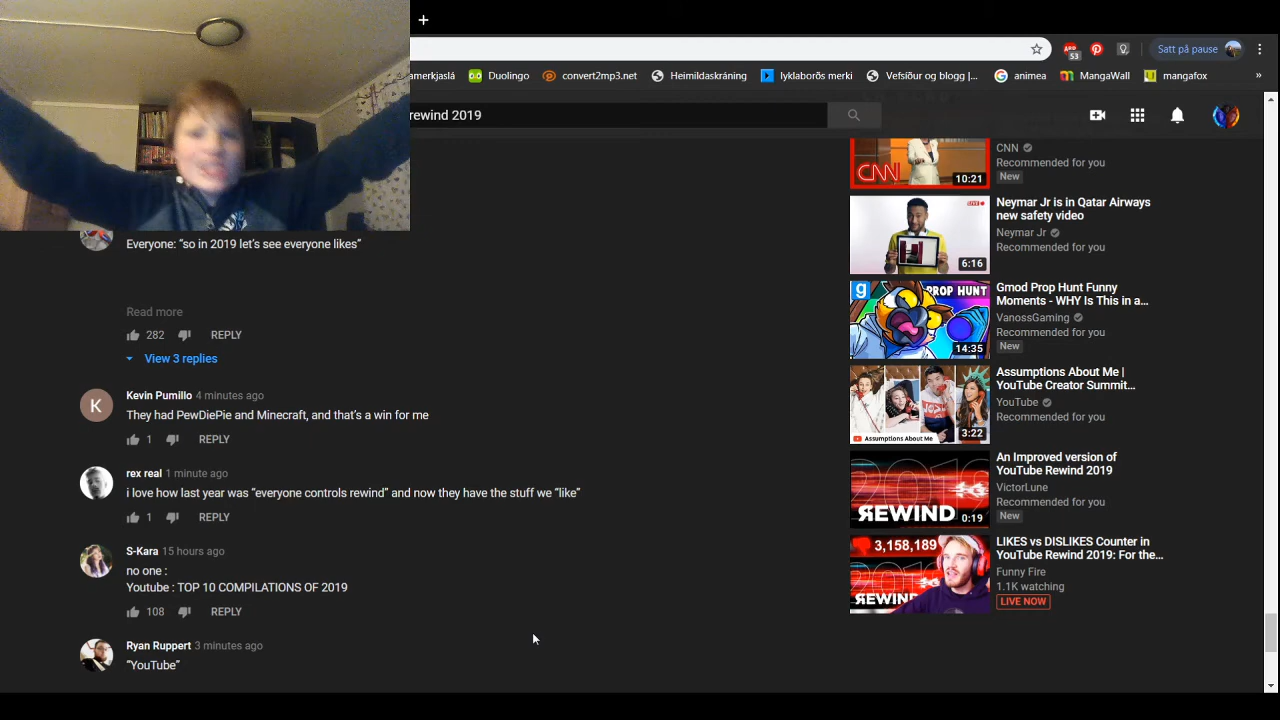 +
53
Satt på pause
amerkjaslá
Duolingo
convert2mp3.net
Heimildaskráning
lyklaborðs merki
Vefsíður og blogg |...
animea
MangaWall
mangafox
»
rewind 2019
CNN
10:21
CNN
Recommended for you
New
Neymar Jr is in Qatar Airways
new safety video
Neymar Jr
Recommended for you
6:16
Everyone: “so in 2019 let’s see everyone likes”
Read more
282 REPLY
View 3 replies
PROP HUNT
14:35
Gmod Prop Hunt Funny
Moments - WHY Is This in a...
VanossGaming
Recommended for you
New
Kevin Pumillo 4 minutes ago
K
They had PewDiePie and Minecraft, and that’s a win for me
1 REPLY
Assumptions About Me
3:22
Assumptions About Me |
YouTube Creator Summit...
YouTube
Recommended for you
rex real 1 minute ago
i love how last year was “everyone controls rewind” and now they have the stuff we “like”
1 REPLY
2019
REWIND
0:19
An Improved version of
YouTube Rewind 2019
VictorLune
Recommended for you
New
S-Kara 15 hours ago
no one :
Youtube : TOP 10 COMPILATIONS OF 2019
108 REPLY
3,158,189
REWIND
LIKES vs DISLIKES Counter in
YouTube Rewind 2019: For the...
Funny Fire
1.1K watching
LIVE NOW
Ryan Ruppert 3 minutes ago
“YouTube”